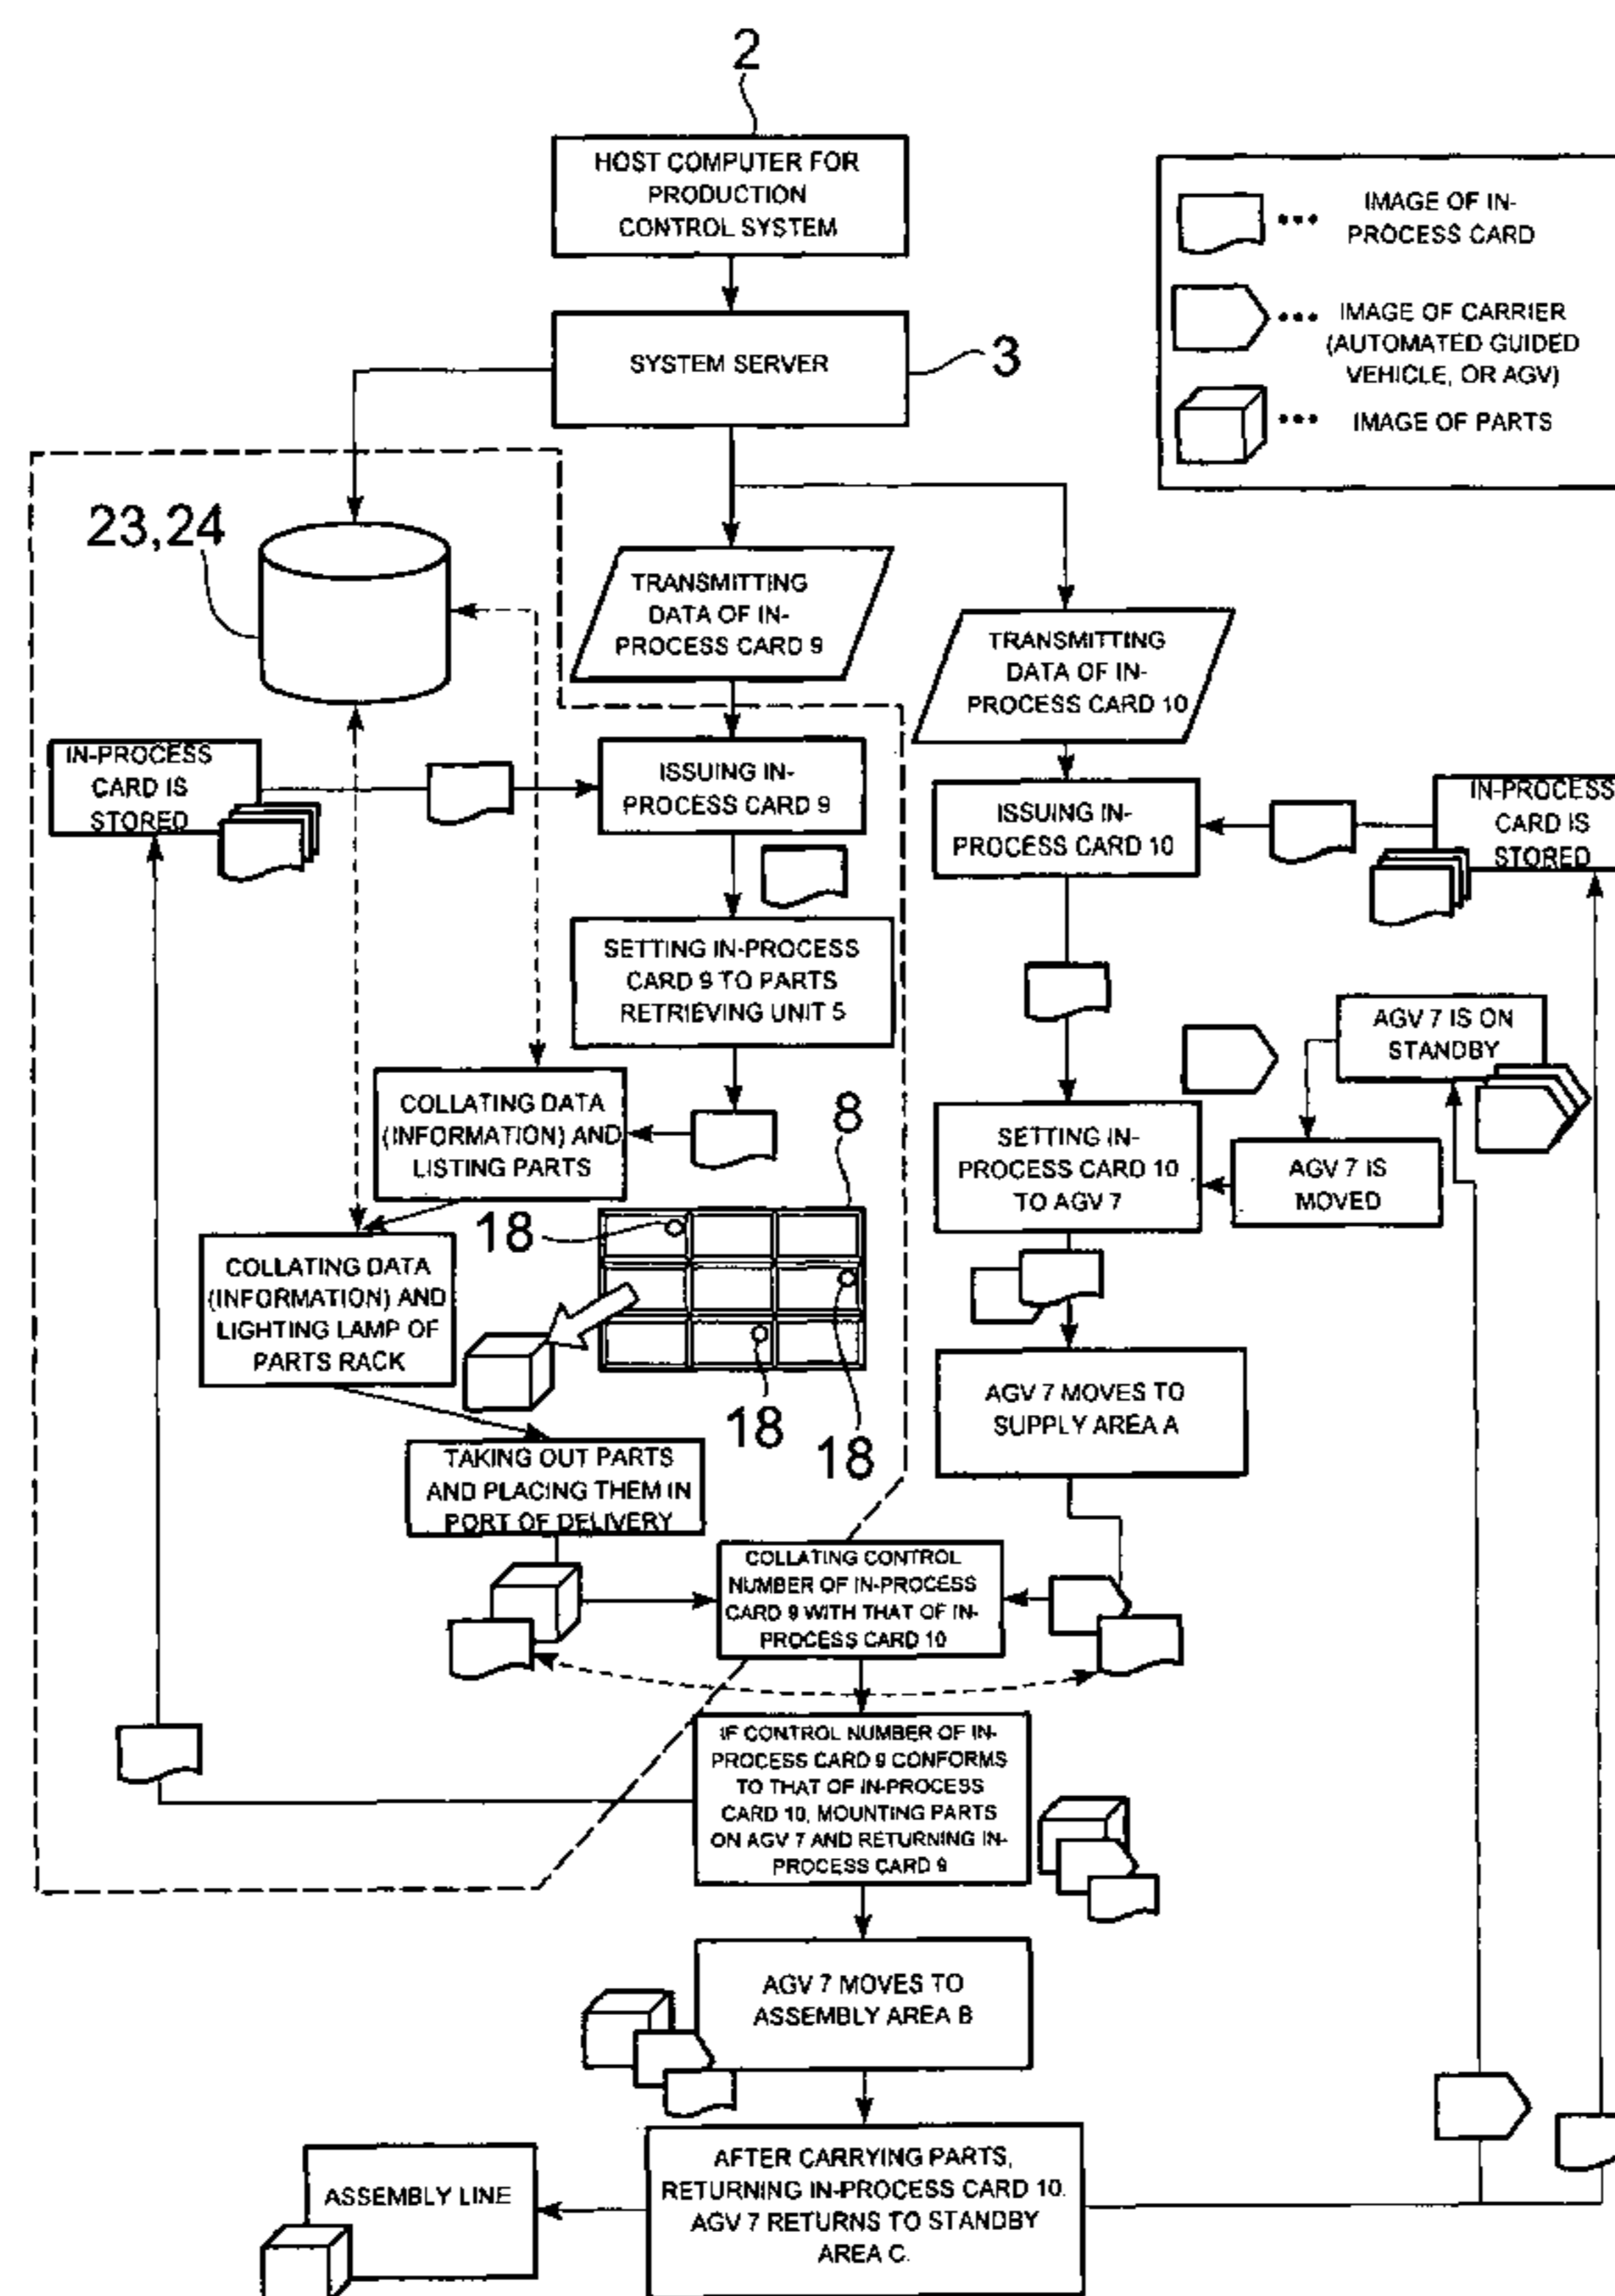 2
HOST COMPUTER FOR
PRODUCTION
CONTROL SYSTEM
IMAGE OF IN-
PROCESS CARD
IMAGE OF CARRIER
(AUTOMATED GUIDED
VEHICLE, OR AGV)
IMAGE OF PARTS
SYSTEM SERVER
3
23,24
TRANSMITTING
DATA OF IN-
PROCESS CARD 9
TRANSMITTING
DATA OF IN-
PROCESS CARD 10
IN-PROCESS
CARD IS
STORED
ISSUING IN-
PROCESS CARD 9
ISSUING IN-
PROCESS CARD 10
IN-PROCESS
CARD IS
STORED
SETTING IN-PROCESS
CARD 9 TO PARTS
RETRIEVING UNIT 5
AGV 7 IS ON
STANDBY
COLLATING DATA
(INFORMATION) AND
LISTING PARTS
8
SETTING IN-
PROCESS CARD 10
TO AGV 7
AGV 7 IS
MOVED
18
COLLATING DATA
(INFORMATION) AND
LIGHTING LAMP OF
PARTS RACK
18
18
AGV 7 MOVES TO
SUPPLY AREA A
TAKING OUT PARTS
AND PLACING THEM IN
PORT OF DELIVERY
COLLATING CONTROL
NUMBER OF IN-PROCESS
CARD 9 WITH THAT OF IN-
PROCESS CARD 10
IF CONTROL NUMBER OF IN-
PROCESS CARD 9 CONFORMS
TO THAT OF IN-PROCESS
CARD 10, MOUNTING PARTS
ON AGV 7 AND RETURNING IN-
PROCESS CARD 9
AGV 7 MOVES TO
ASSEMBLY AREA B
ASSEMBLY LINE
AFTER CARRYING PARTS,
RETURNING IN-PROCESS CARD 10.
AGV 7 RETURNS TO STANDBY
AREA C.